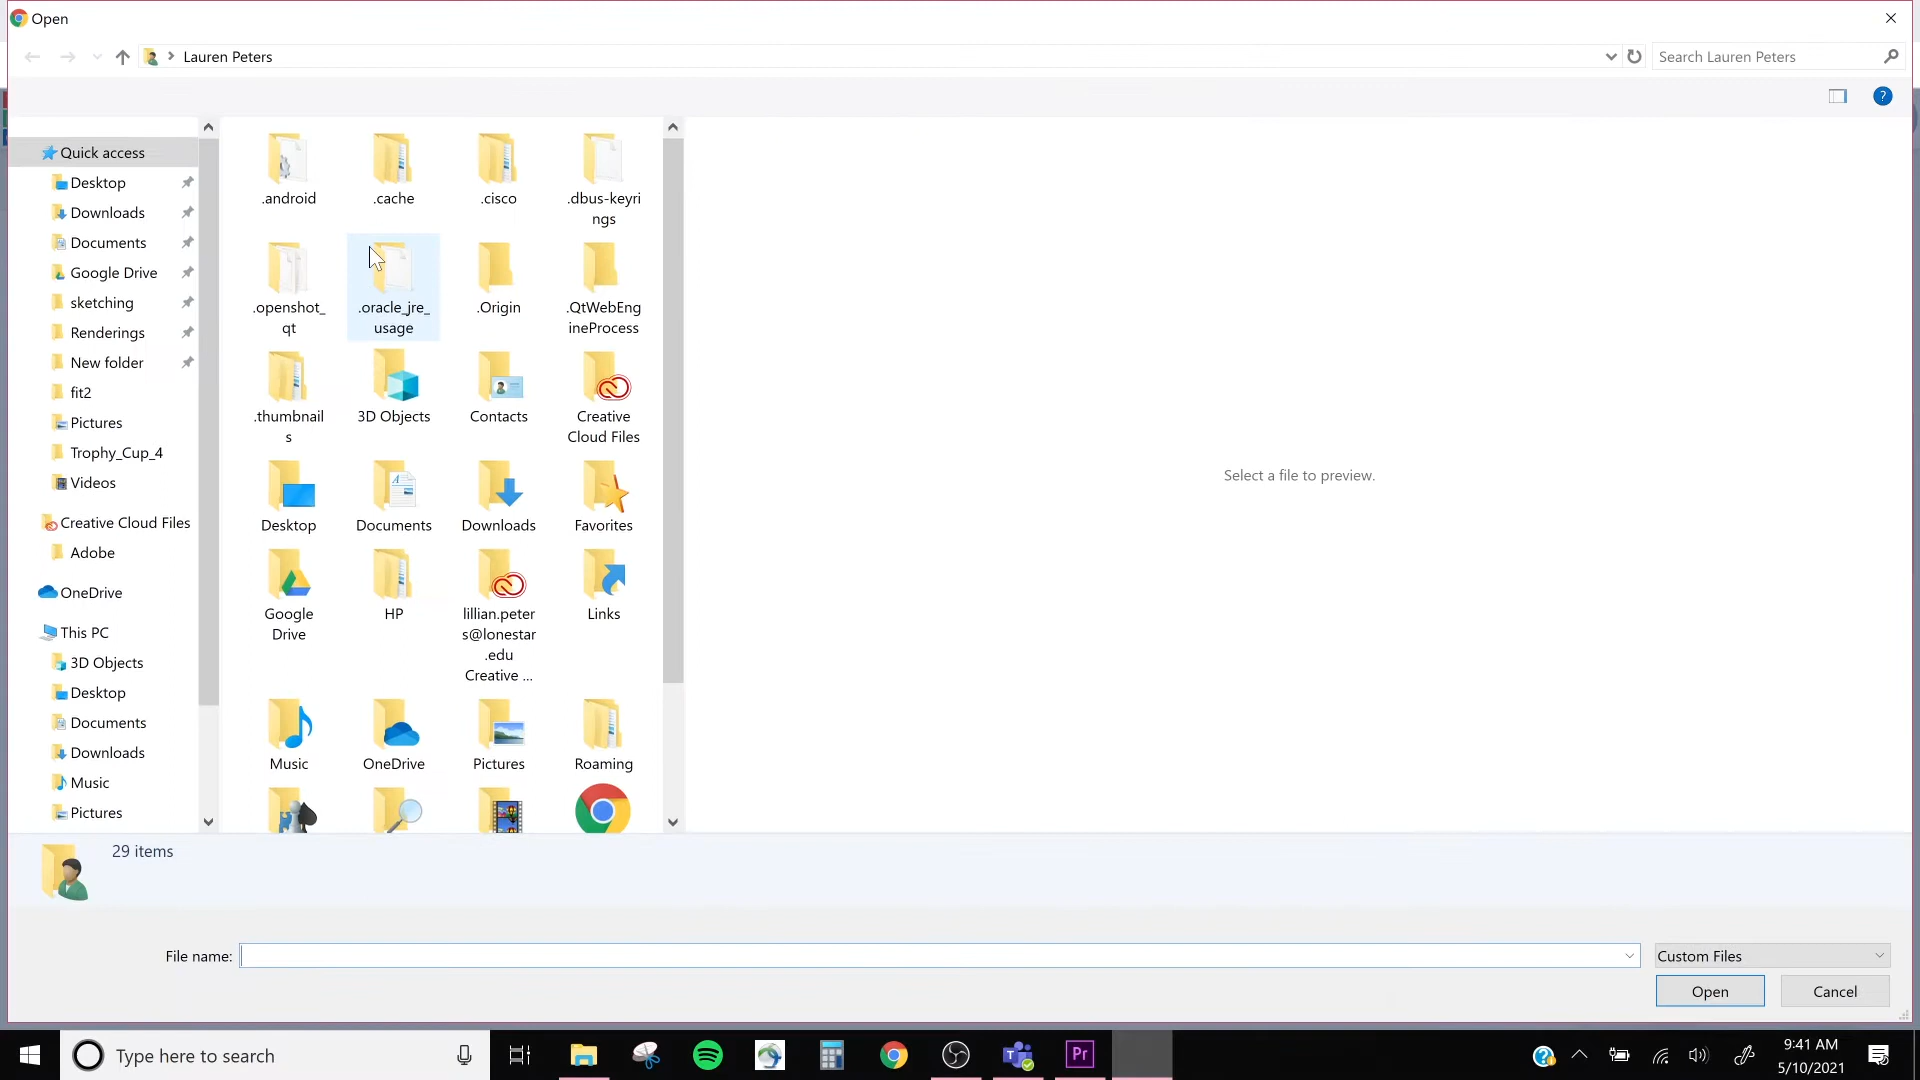 Open
Lauren Peters
Search Lauren Peters
?
Quick access
Desktop
Downloads
Documents
Google Drive
sketching
Renderings
New folder
fit2
Pictures
Trophy_Cup_4
Videos
Creative Cloud Files
Adobe
OneDrive
This PC
3D Objects
Desktop
Documents
Downloads
Music
Pictures
.android
.cache
.cisco
.dbus-keyri
ngs
.openshot_
qt
.oracle_jre_
usage
.Origin
.QtWebEng
ineProcess
.thumbnail
s
3D Objects
Contacts
Creative
Cloud Files
Desktop
Documents
Downloads
Favorites
Google
Drive
HP
lillian.peter
s@lonestar
.edu
Creative ...
Links
Music
OneDrive
Pictures
Roaming
Select a file to preview.
29 items
File name:
Custom Files
Open
Cancel
Type here to search
Pr
9:41 AM
5/10/2021